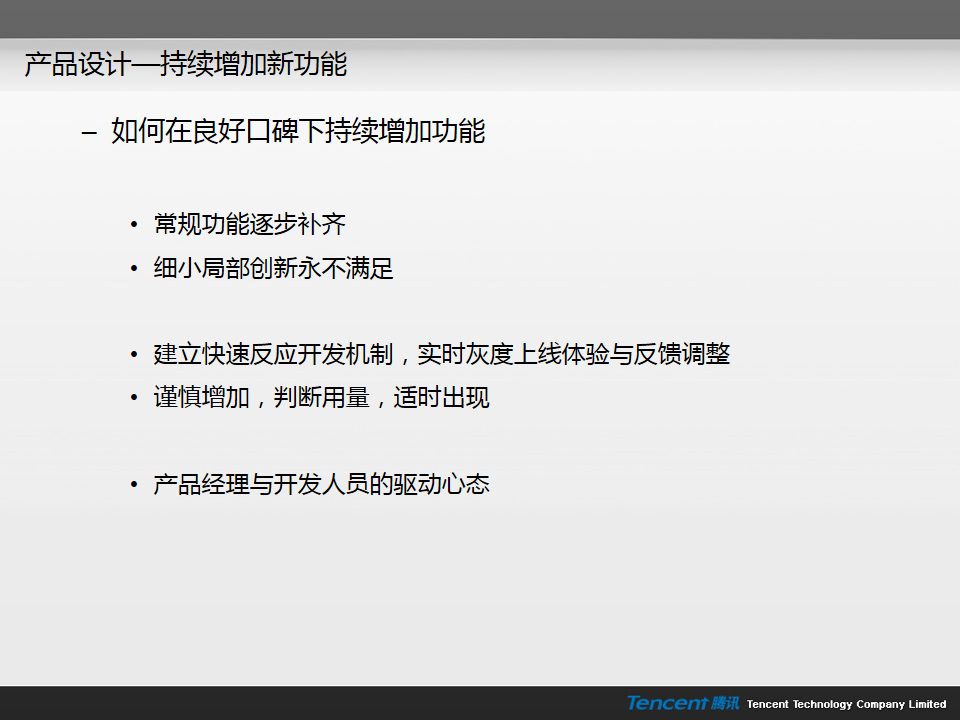 产品设计—持续增加新功能
– 如何在良好口碑下持续增加功能
• 常规功能逐步补齐
• 细小局部创新永不满足
• 建立快速反应开发机制，实时灰度上线体验与反馈调整
• 谨慎增加，判断用量，适时出现
• 产品经理与开发人员的驱动心态
Tencent 腾讯 Tencent Technology Company Limited